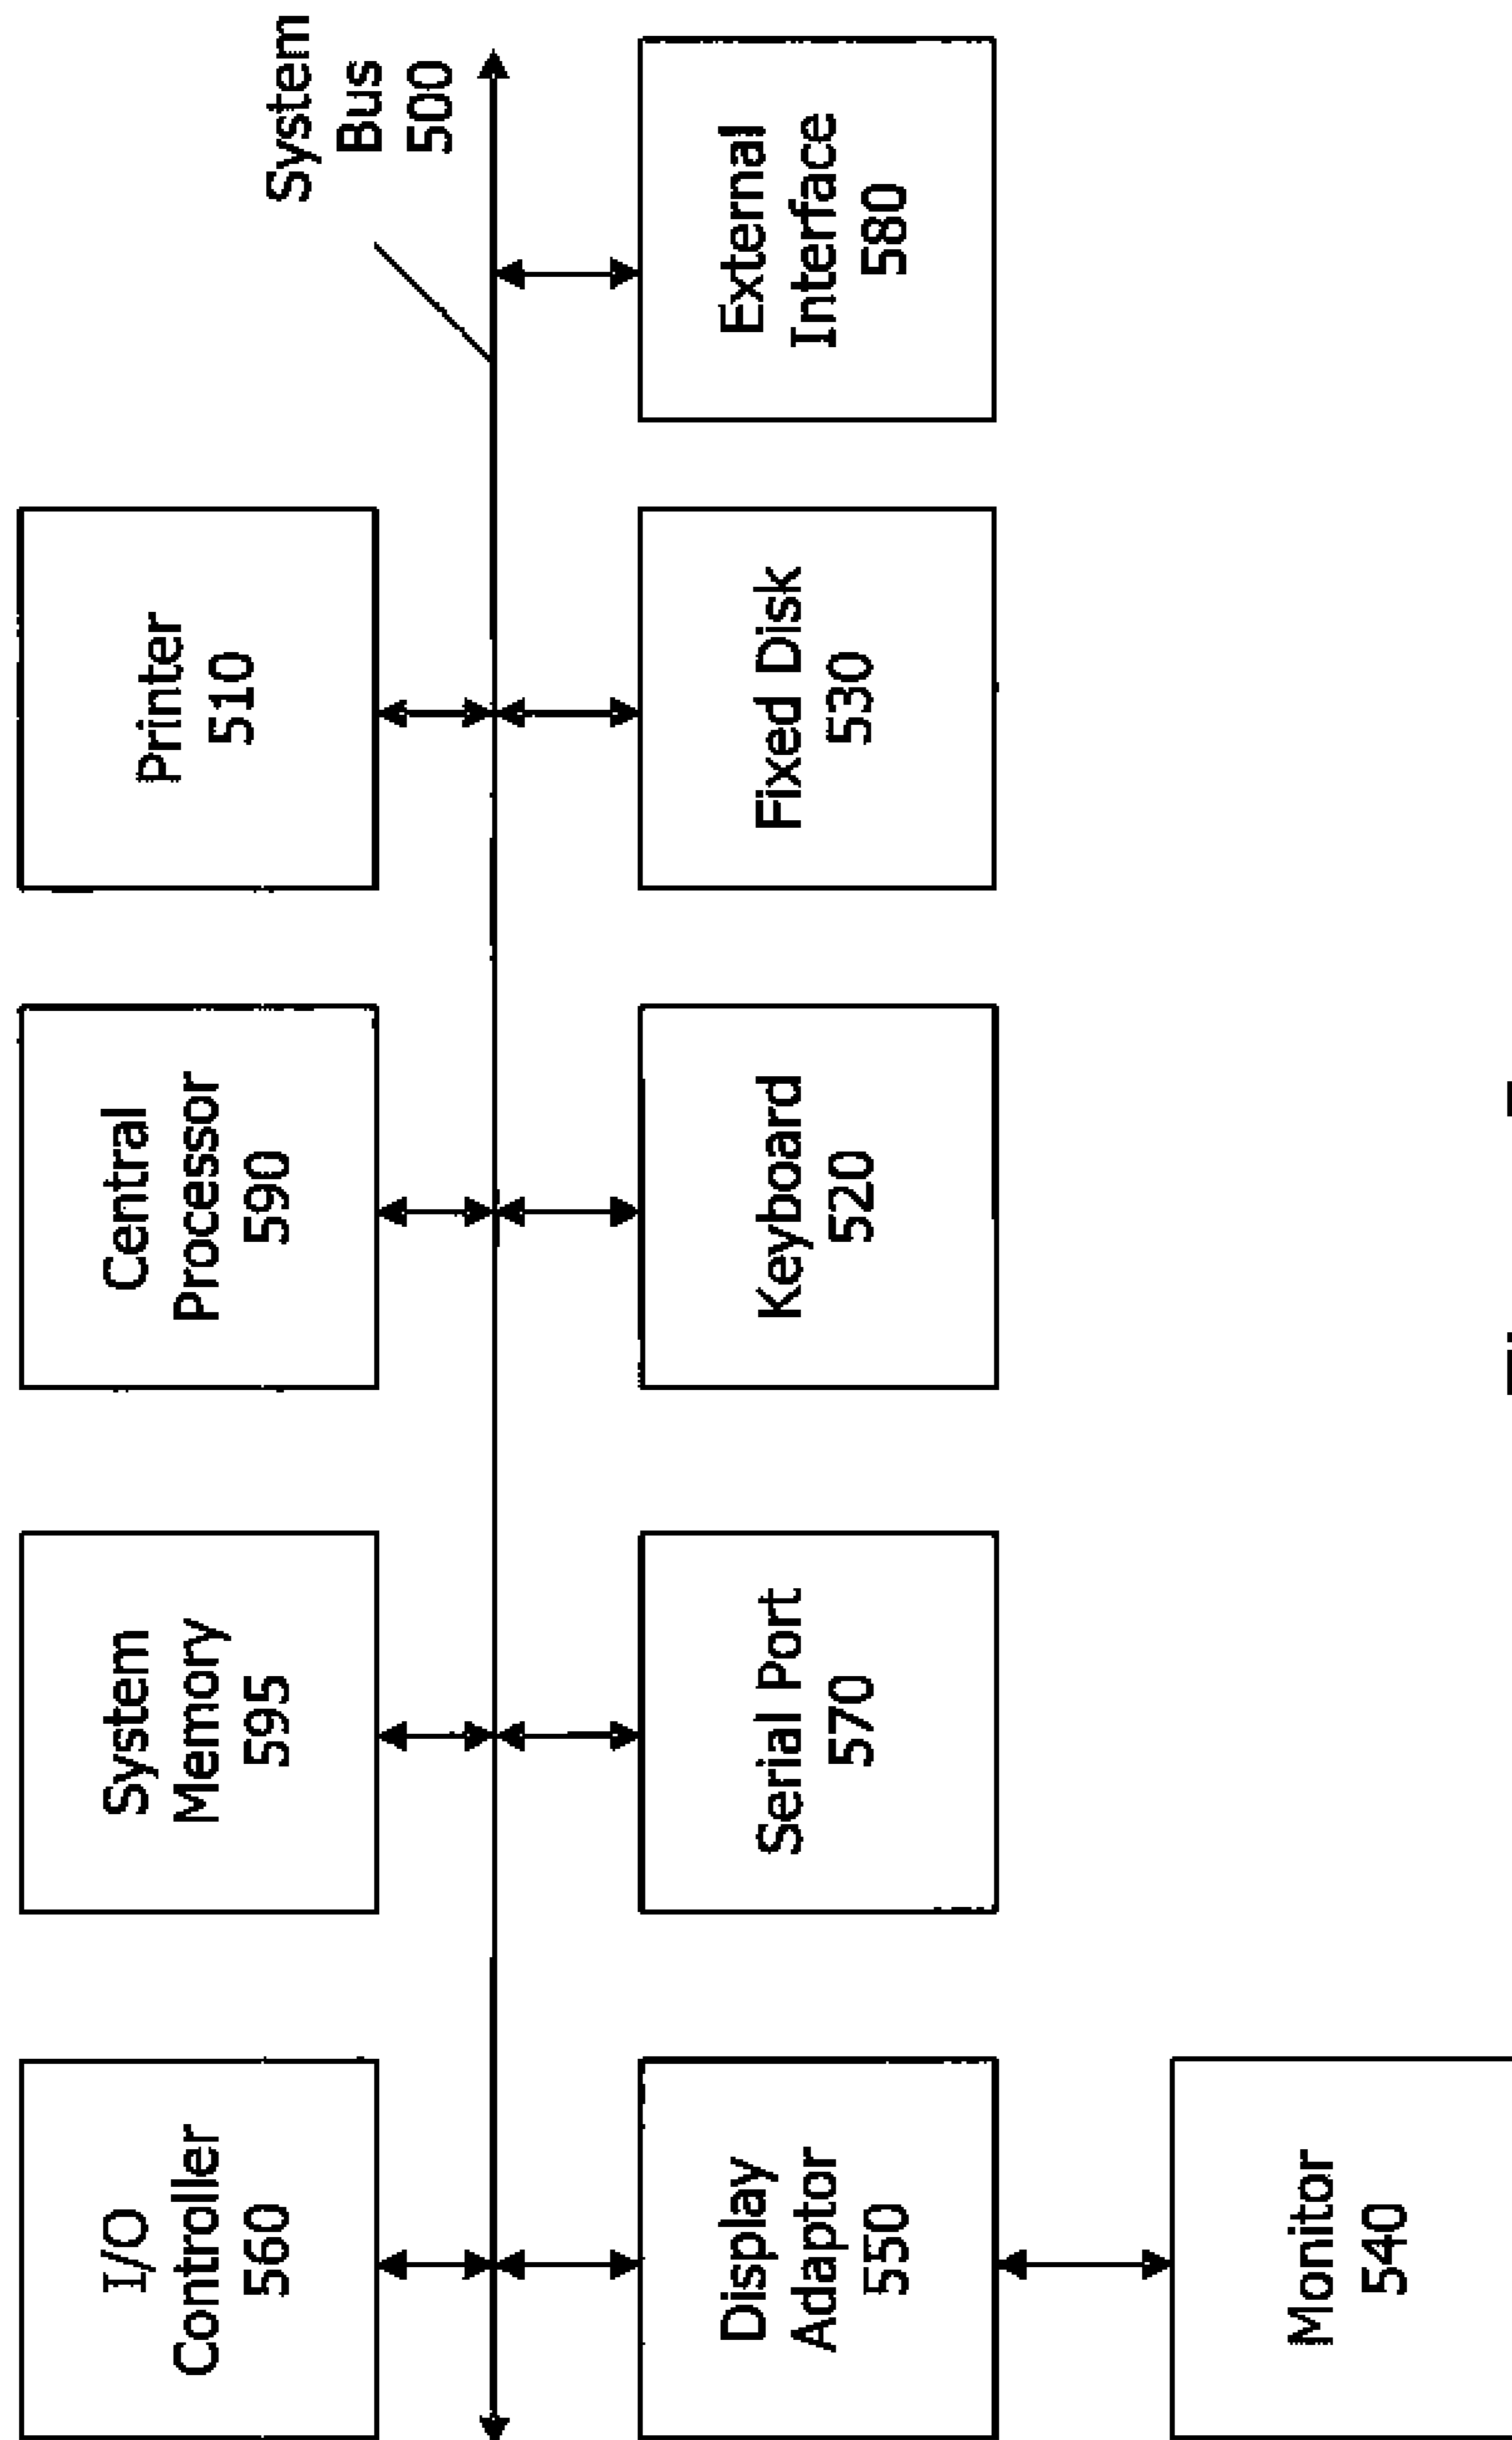 I/O
Controller
560
System
Memory
595
Central
Processor
590
Printer
510
System
Bus
500
Display
Adaptor
550
Serial Port
570
Keyboard
520
Fixed Disk
530
External
Interface
580
Monitor
540